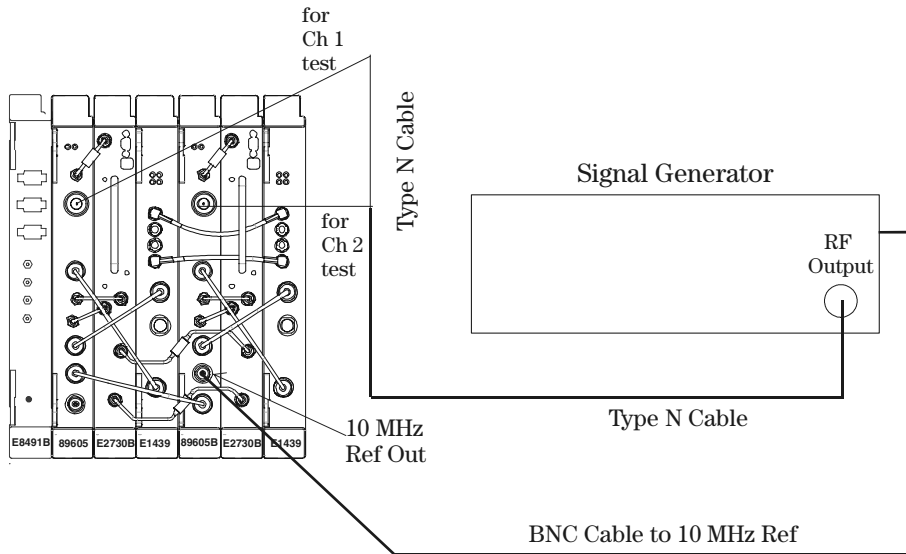 for
Ch 1
test
Type N Cable
Signal Generator
for
Ch 2
test
RF
Output
Type N Cable
10 MHz
Ref Out
E8491B 89605 E2730B E1439 89605B E2730B E1439
BNC Cable to 10 MHz Ref